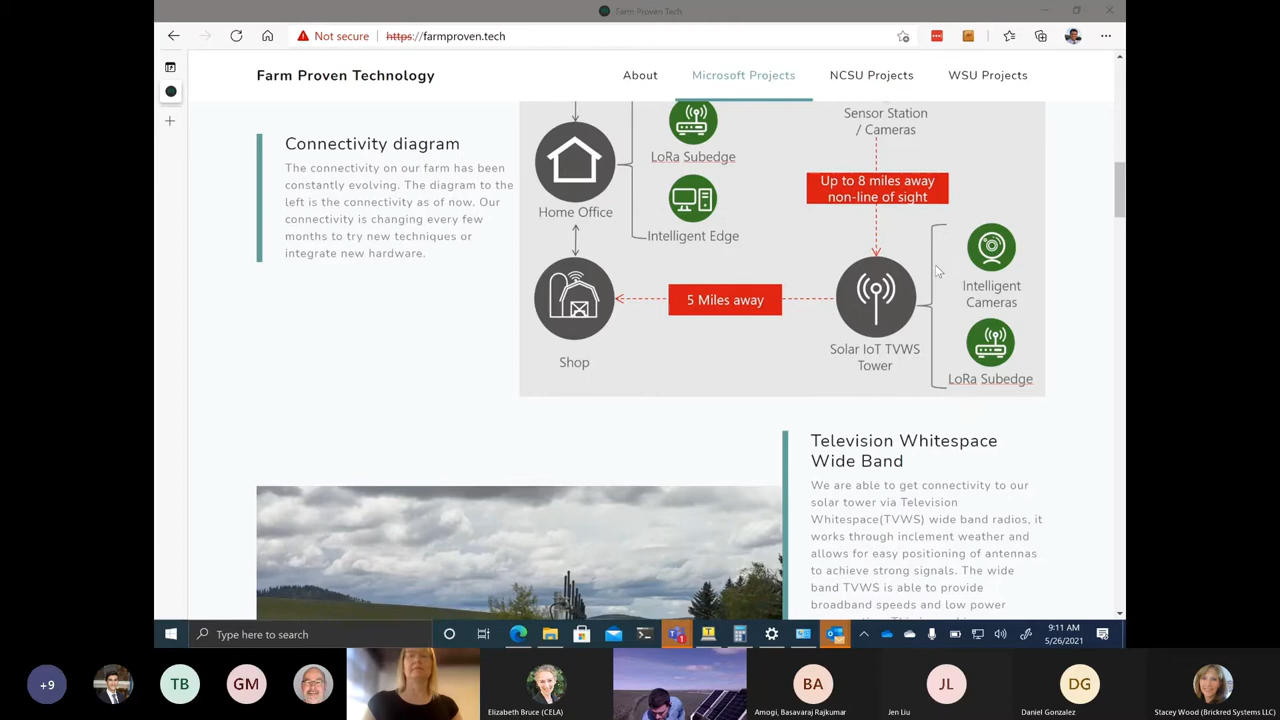 Farm Proven Tech
Not secure
https://farmproven.tech
Farm Proven Technology
About
Microsoft Projects
NCSU Projects
WSU Projects
Connectivity diagram
The connectivity on our farm has been
constantly evolving. The diagram to the
left is the connectivity as of now. Our
connectivity is changing every few
months to try new techniques or
integrate new hardware.
LoRa Subedge
Home Office
Intelligent Edge
Shop
5 Miles away
Sensor Station
/ Cameras
Up to 8 miles away
non-line of sight
Solar IoT TVWS
Tower
Intelligent
Cameras
LoRa Subedge
Television Whitespace
Wide Band
We are able to get connectivity to our
solar tower via Television
Whitespace(TVWS) wide band radios, it
works through inclement weather and
allows for easy positioning of antennas
to achieve strong signals. The wide
band TVWS is able to provide
broadband speeds and low power
Type here to search
9:11 AM
5/26/2021
+9
TB
GM
Elizabeth Bruce (CELA)
BA
Amogi, Basavaraj Rajkumar
JL
Jen Liu
DG
Daniel Gonzalez
Stacey Wood (Brickred Systems LLC)